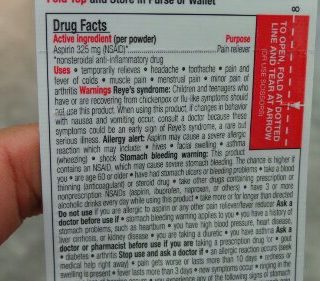 Fold Top and Store in Purse or Wallet
Drug Facts
Active ingredient (per powder) Purpose
Aspirin 325 mg (NSAID)* Pain reliever
*nonsteroidal anti-inflammatory drug
Uses • temporarily relieves • headache • toothache • pain and
fever of colds • muscle pain • menstrual pain • minor pain of
arthritis Warnings Reye's syndrome: Children and teenagers who
have or are recovering from chickenpox or flu-like symptoms should
not use this product. When using this product, if changes in behavior
with nausea and vomiting occur, consult a doctor because these
symptoms could be an early sign of Reye's syndrome, a rare but
serious illness. Allergy alert: Aspirin may cause a severe allergic
reaction which may include: • hives • facial swelling • asthma
(wheezing) • shock Stomach bleeding warning: This product
contains an NSAID, which may cause severe stomach bleeding. The chance is higher if
you • are age 60 or older • have had stomach ulcers or bleeding problems • take a blood
thinning (anticoagulant) or steroid drug • take other drugs containing prescription or
nonprescription NSAIDs (aspirin, ibuprofen, naproxen, or others) • have 3 or more
alcoholic drinks every day while using this product • take more or for longer than directed
Do not use if you are allergic to aspirin or any other pain reliever/fever reducer Ask a
doctor before use if • stomach bleeding warning applies to you • you have a history of
stomach problems, such as heartburn • you have high blood pressure, heart disease,
liver cirrhosis, or kidney disease • you are taking a diuretic • you have asthma Ask a
doctor or pharmacist before use if you are taking a prescription drug for • gout
• diabetes • arthritis Stop use and ask a doctor if • an allergic reaction occurs (seek
medical help right away) • pain gets worse or lasts more than 10 days • redness or
swelling is present • fever lasts more than 3 days • new symptoms occur • ringing in the
you experience any of the following signs of stomach
TO OPEN, FOLD AT DOTTED
LINE AND TEAR AT ARROW
(OR USE SCISSORS)
8